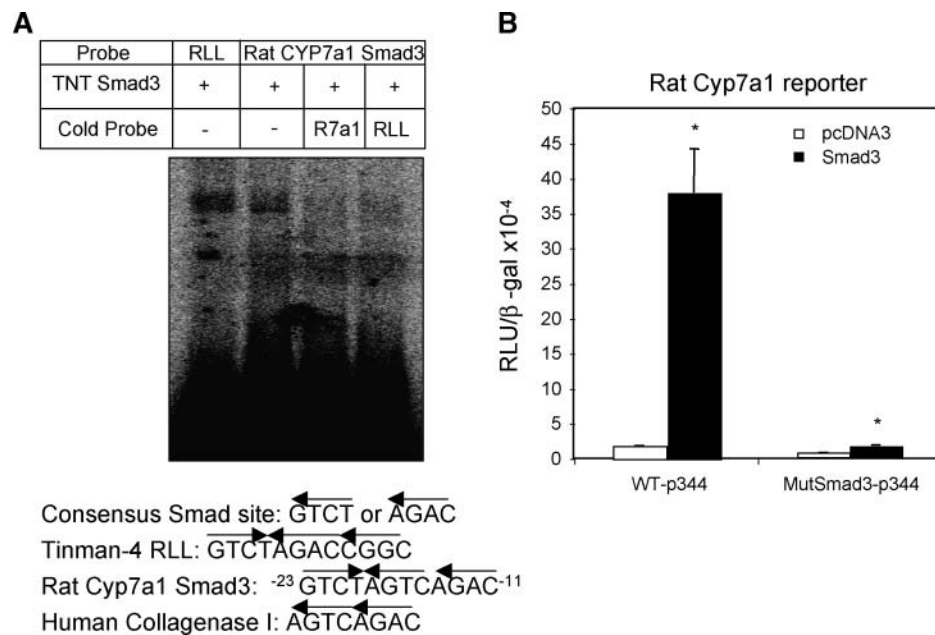 A
Probe RLL Rat CYP7a1 Smad3
TNT Smad3 + + + +
Cold Probe - - R7a1 RLL
Consensus Smad site: GTCT or AGAC
Tinman-4 RLL: GTCTAGACCGGC
Rat Cyp7a1 Smad3: -23 GTCTAGTCAGAC-11
Human Collagenase I: AGTCAGAC
B
Rat Cyp7a1 reporter
RLU/β -gal x10-4
50
45
40
35
30
25
20
15
10
5
0
pcDNA3
Smad3
*
*
WT-p344 MutSmad3-p344